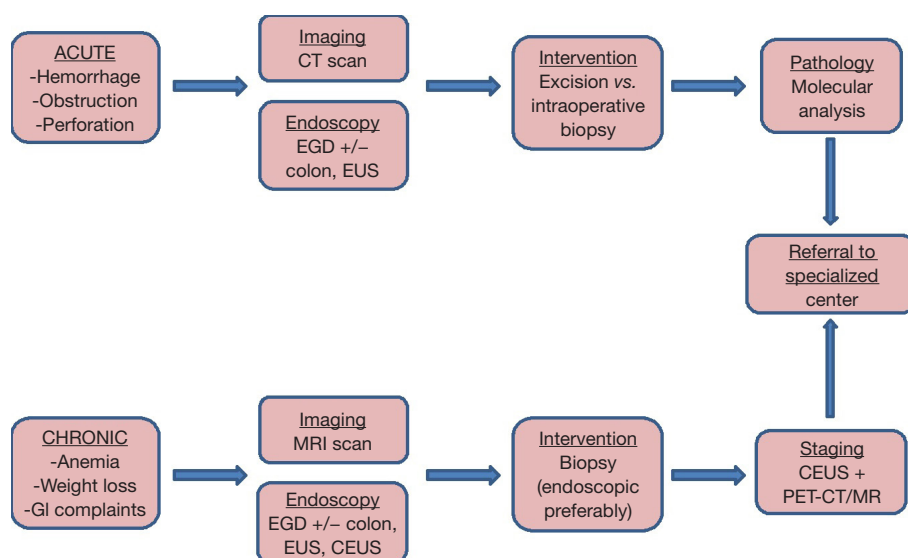 ACUTE
-Hemorrhage
-Obstruction
-Perforation
Imaging
CT scan
Endoscopy
EGD +/−
colon, EUS
Intervention
Excision vs.
intraoperative
biopsy
Pathology
Molecular
analysis
Referral to
specialized
center
CHRONIC
-Anemia
-Weight loss
-GI complaints
Imaging
MRI scan
Endoscopy
EGD +/− colon,
EUS, CEUS
Intervention
Biopsy
(endoscopic
preferably)
Staging
CEUS +
PET-CT/MR